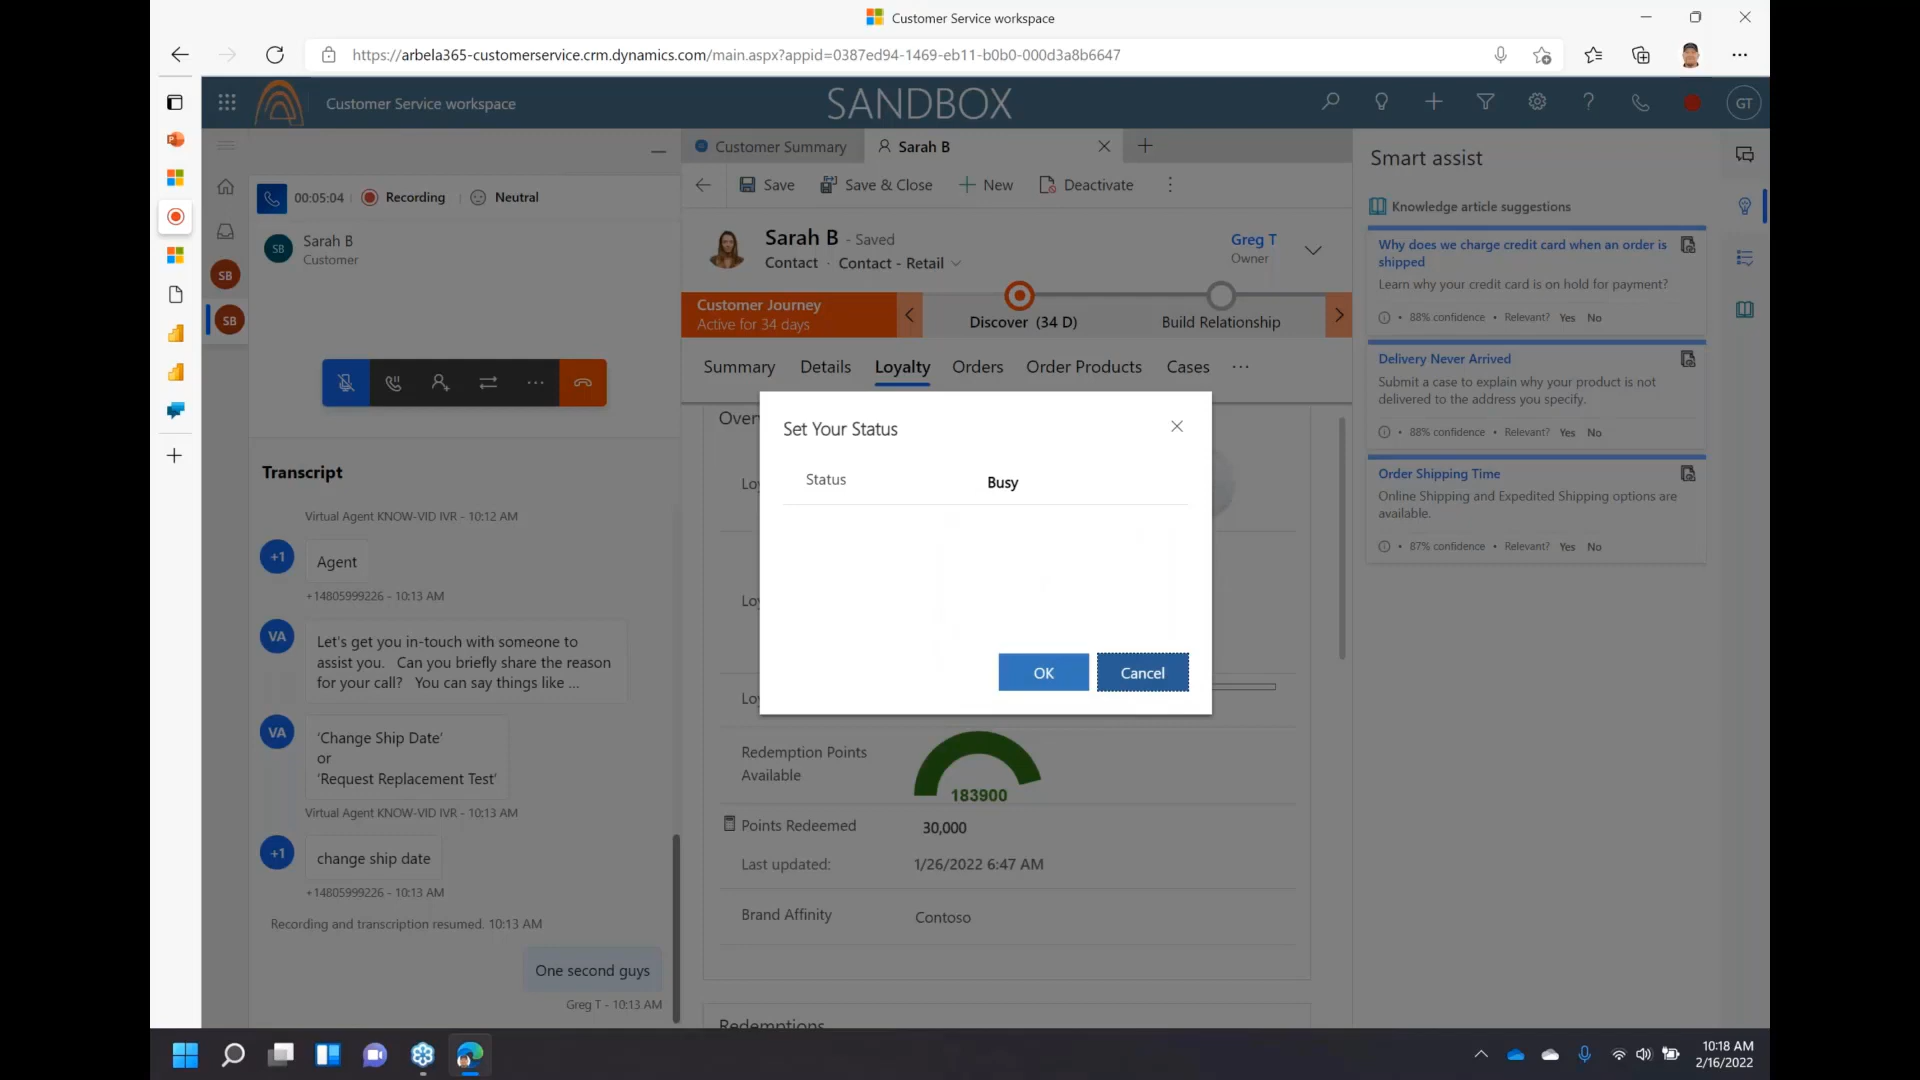 Customer Service workspace
https://arbela365-customerservice.crm.dynamics.com/main.aspx?appid=0387ed94-1469-eb11-b0b0-000d3a8b6647
Customer Service workspace
SANDBOX
GT
Customer Summary
Sarah B
Save
Save & Close
New
Deactivate
00:05:04
Recording
Neutral
SB
Sarah B
Customer
SB
SB
Sarah B - Saved
Contact · Contact - Retail
Greg T
Owner
Customer Journey
Active for 34 days
Discover (34 D)
Build Relationship
Summary
Details
Loyalty
Orders
Order Products
Cases
Transcript
Virtual Agent KNOW-VID IVR - 10:12 AM
+1
Agent
+14805999226 - 10:13 AM
VA
Let's get you in-touch with someone to
assist you. Can you briefly share the reason
for your call? You can say things like ...
VA
'Change Ship Date'
or
'Request Replacement Test'
Virtual Agent KNOW-VID IVR - 10:13 AM
+1
change ship date
+14805999226 - 10:13 AM
Recording and transcription resumed. 10:13 AM
One second guys
Greg T - 10:13 AM
Set Your Status
Status
Busy
OK
Cancel
Redemption Points
Available
183900
Points Redeemed
30,000
Last updated:
1/26/2022 6:47 AM
Brand Affinity
Contoso
Redemptions
Smart assist
Knowledge article suggestions
Why does we charge credit card when an order is
shipped
Learn why your credit card is on hold for payment?
88% confidence • Relevant? Yes No
Delivery Never Arrived
Submit a case to explain why your product is not
delivered to the address you specify.
88% confidence • Relevant? Yes No
Order Shipping Time
Online Shipping and Expedited Shipping options are
available.
87% confidence • Relevant? Yes No
10:18 AM
2/16/2022